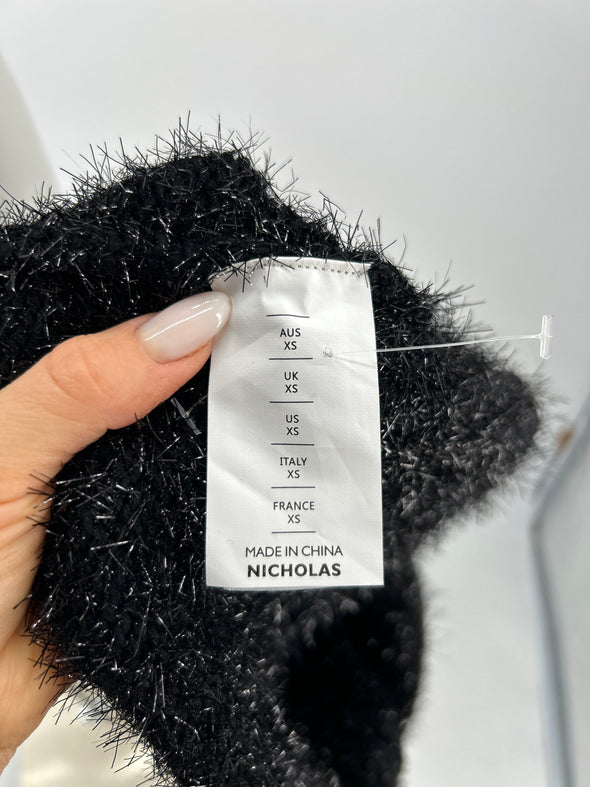 AUS
XS
UK
XS
US
XS
ITALY
XS
FRANCE
XS
MADE IN CHINA
NICHOLAS